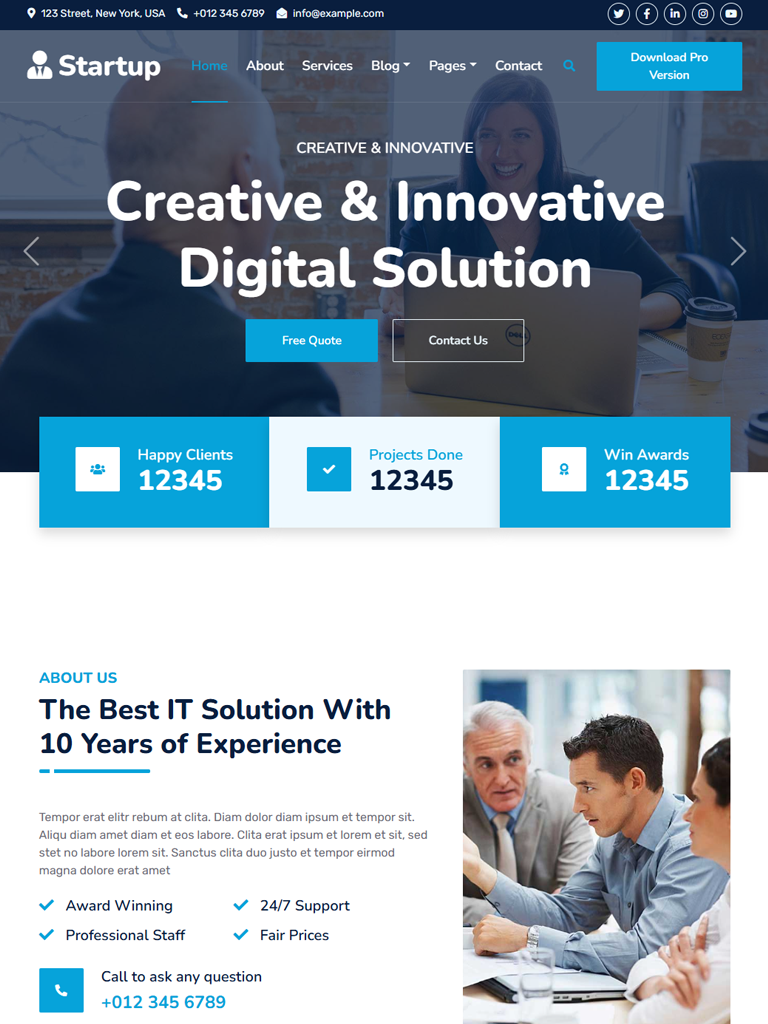 123 Street, New York, USA +012 345 6789 info@example.com
Startup Home About Services Blog Pages Contact Download Pro
Version
CREATIVE & INNOVATIVE
Creative & Innovative
Digital Solution
Free Quote Contact Us
DELL
Happy Clients
12345
Projects Done
12345
Win Awards
12345
ABOUT US
The Best IT Solution With
10 Years of Experience
Tempor erat elitr rebum at clita. Diam dolor diam ipsum et tempor sit.
Aliqu diam amet diam et eos labore. Clita erat ipsum et lorem et sit, sed
stet no labore lorem sit. Sanctus clita duo justo et tempor eirmod
magna dolore erat amet
Award Winning 24/7 Support
Professional Staff Fair Prices
Call to ask any question
+012 345 6789